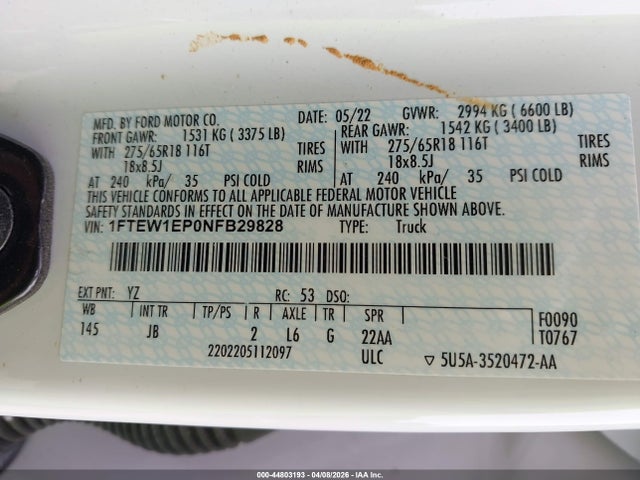 MFD. BY FORD MOTOR CO. DATE: 05/22 GVWR: 2994 KG ( 6600 LB)
FRONT GAWR: 1531 KG ( 3375 LB) REAR GAWR: 1542 KG ( 3400 LB)
WITH 275/65R18 116T TIRES WITH 275/65R18 116T TIRES
18x8.5J RIMS 18x8.5J RIMS
AT 240 kPa/ 35 PSI COLD AT 240 kPa/ 35 PSI COLD
THIS VEHICLE CONFORMS TO ALL APPLICABLE FEDERAL MOTOR VEHICLE
SAFETY STANDARDS IN EFFECT ON THE DATE OF MANUFACTURE SHOWN ABOVE.
VIN: 1FTEW1EP0NFB29828 TYPE: Truck
EXT PNT: YZ RC: 53 DSO:
WB INT TR TP/PS R AXLE TR SPR F0090
145 JB 2 L6 G 22AA T0767
2202205112097 ULC ▽ 5U5A-3520472-AA
000-44803193 - 04/08/2026 - IAA Inc.